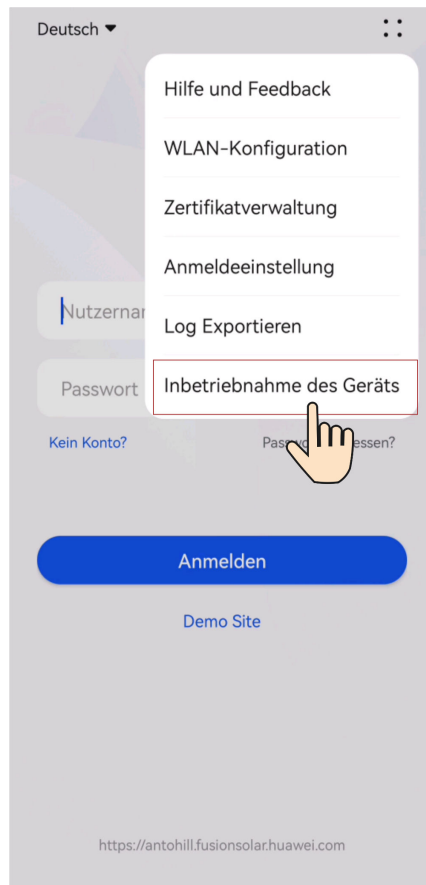 Deutsch
Hilfe und Feedback
WLAN-Konfiguration
Zertifikatverwaltung
Anmeldeeinstellung
Log Exportieren
Inbetriebnahme des Geräts
Passwort
Kein Konto?
Anmelden
Demo Site
https://antohill.fusionsolar.huawei.com